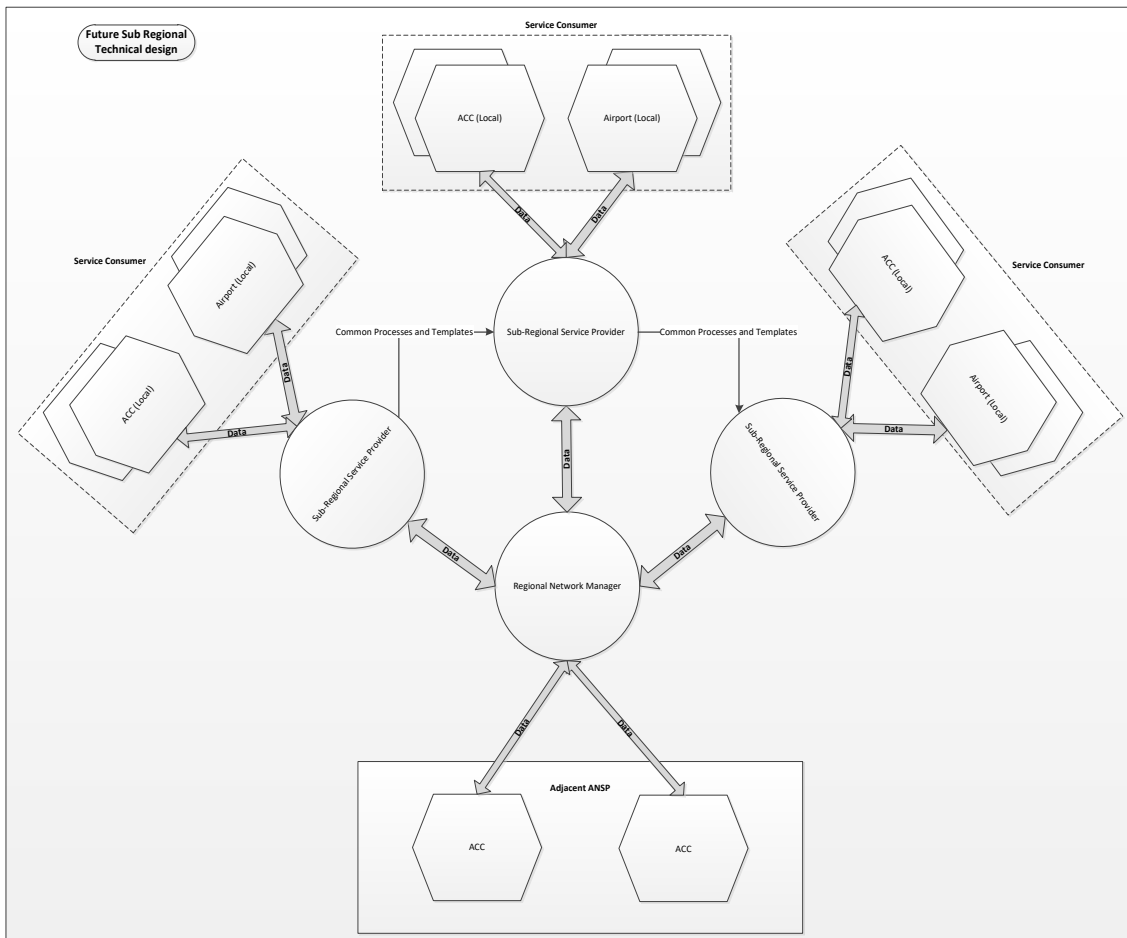 Future Sub Regional
Technical design
Service Consumer
ACC (Local)
Airport (Local)
Data
Data
Service Consumer
Airport (Local)
ACC (Local)
Data
Data
Service Consumer
ACC (Local)
Airport (Local)
Data
Data
Common Processes and Templates
Sub-Regional Service Provider
Common Processes and Templates
Sub-Regional Service Provider
Sub-Regional Service Provider
Data
Data
Data
Regional Network Manager
Data
Data
Adjacent ANSP
ACC
ACC